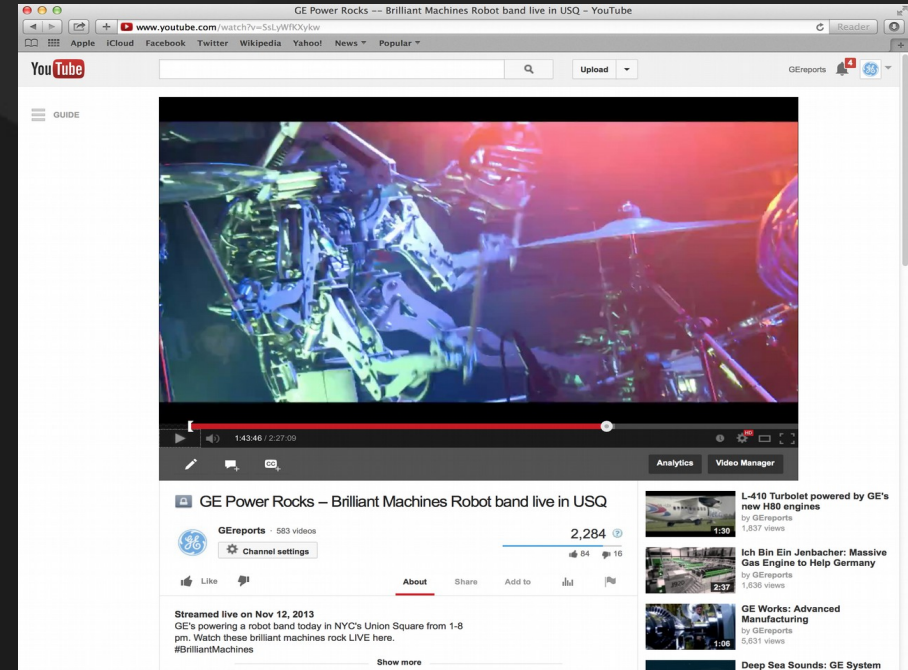 GE Power Rocks -- Brilliant Machines Robot band live in USQ - YouTube
www.youtube.com/watch?v=SsLyWfKXykw
Reader
Apple iCloud Facebook Twitter Wikipedia Yahoo! News Popular
YouTube
Upload
GEreports
4
GUIDE
1:43:46 / 2:27:09
HD
CC
Analytics
Video Manager
GE Power Rocks – Brilliant Machines Robot band live in USQ
GEreports · 583 videos
Channel settings
2,284
84 16
Like
About Share Add to
Streamed live on Nov 12, 2013
GE's powering a robot band today in NYC's Union Square from 1-8
pm. Watch these brilliant machines rock LIVE here.
#BrilliantMachines
Show more
L-410 Turbolet powered by GE's
new H80 engines
by GEreports
1,837 views
1:30
Ich Bin Ein Jenbacher: Massive
Gas Engine to Help Germany
by GEreports
1,636 views
2:37
GE Works: Advanced
Manufacturing
by GEreports
5,631 views
1:06
Deep Sea Sounds: GE System